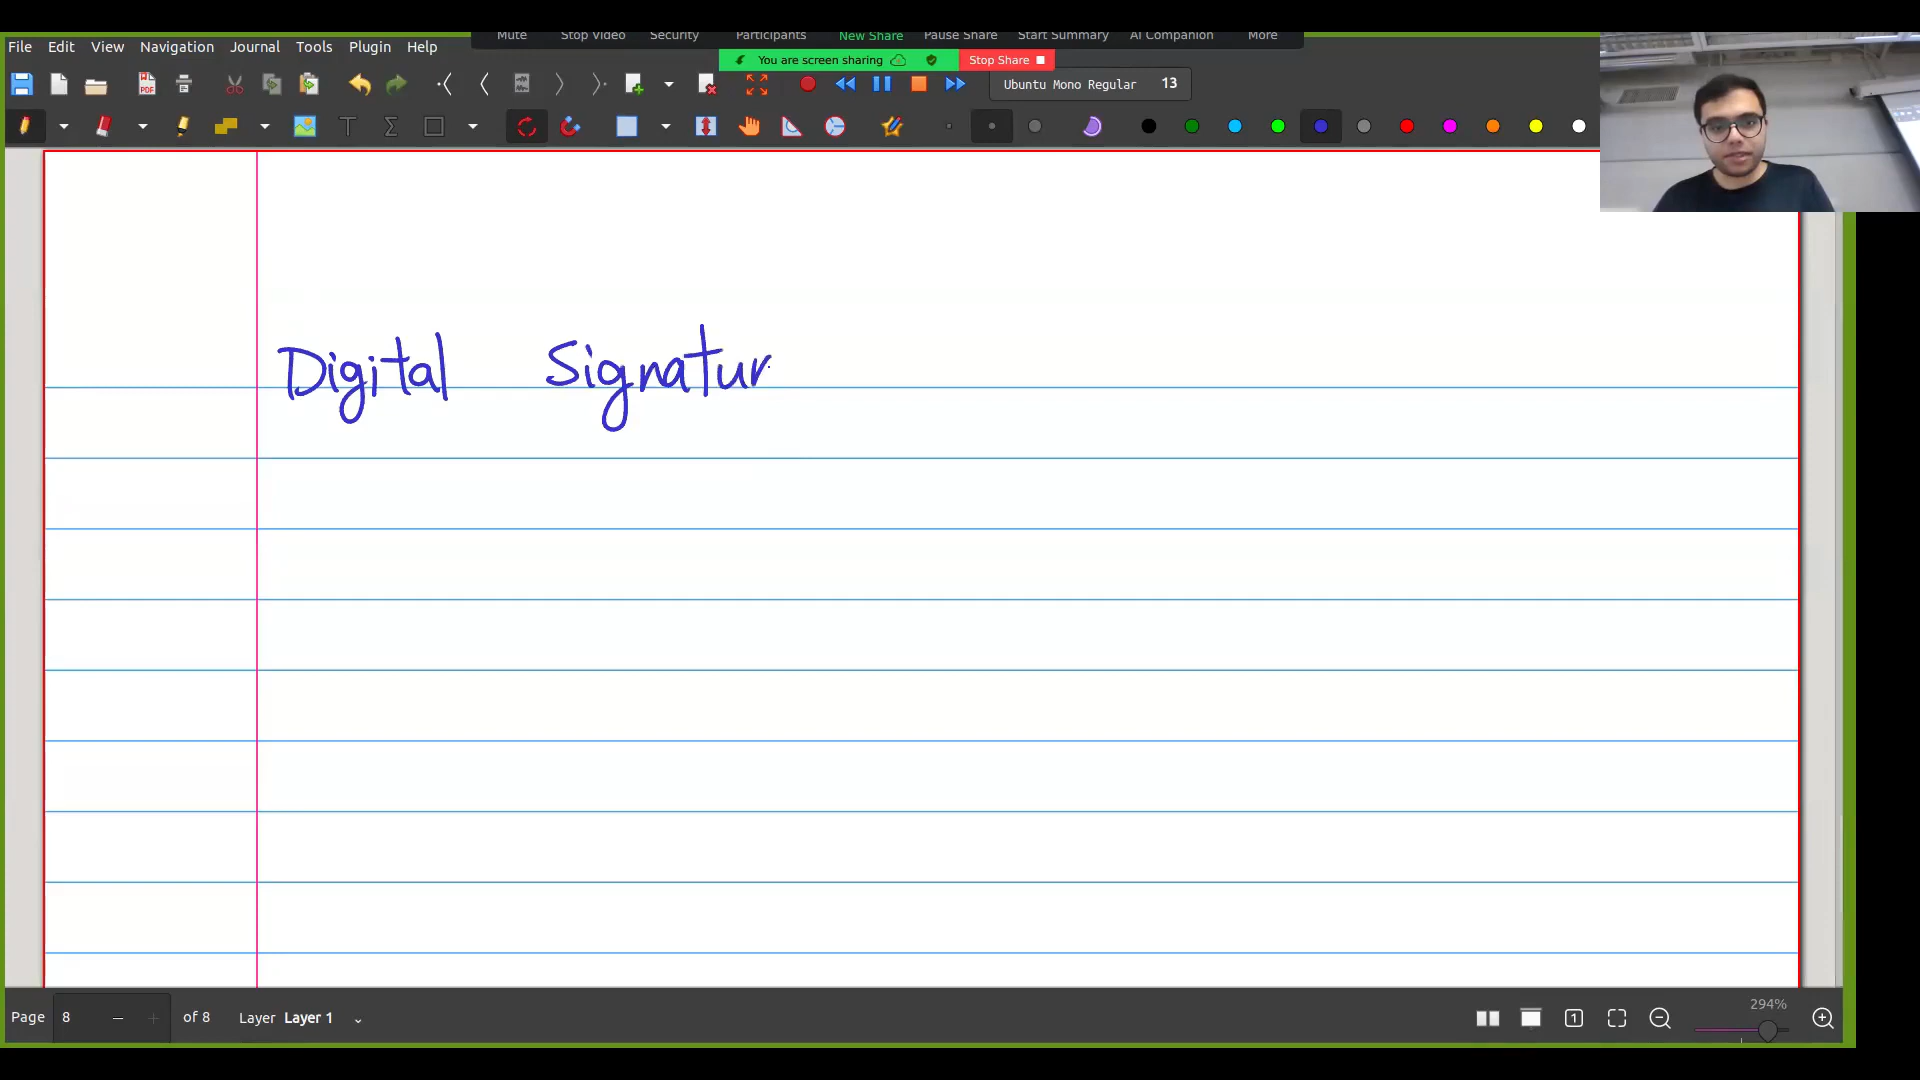 Mute Stop Video Security Participants New Share Pause Share Start Summary AI Companion More
File Edit View Navigation Journal Tools Plugin Help
You are screen sharing Stop Share
PDF Ubuntu Mono Regular 13
Digital Signatur
294%
Page 8 of 8 Layer Layer 1